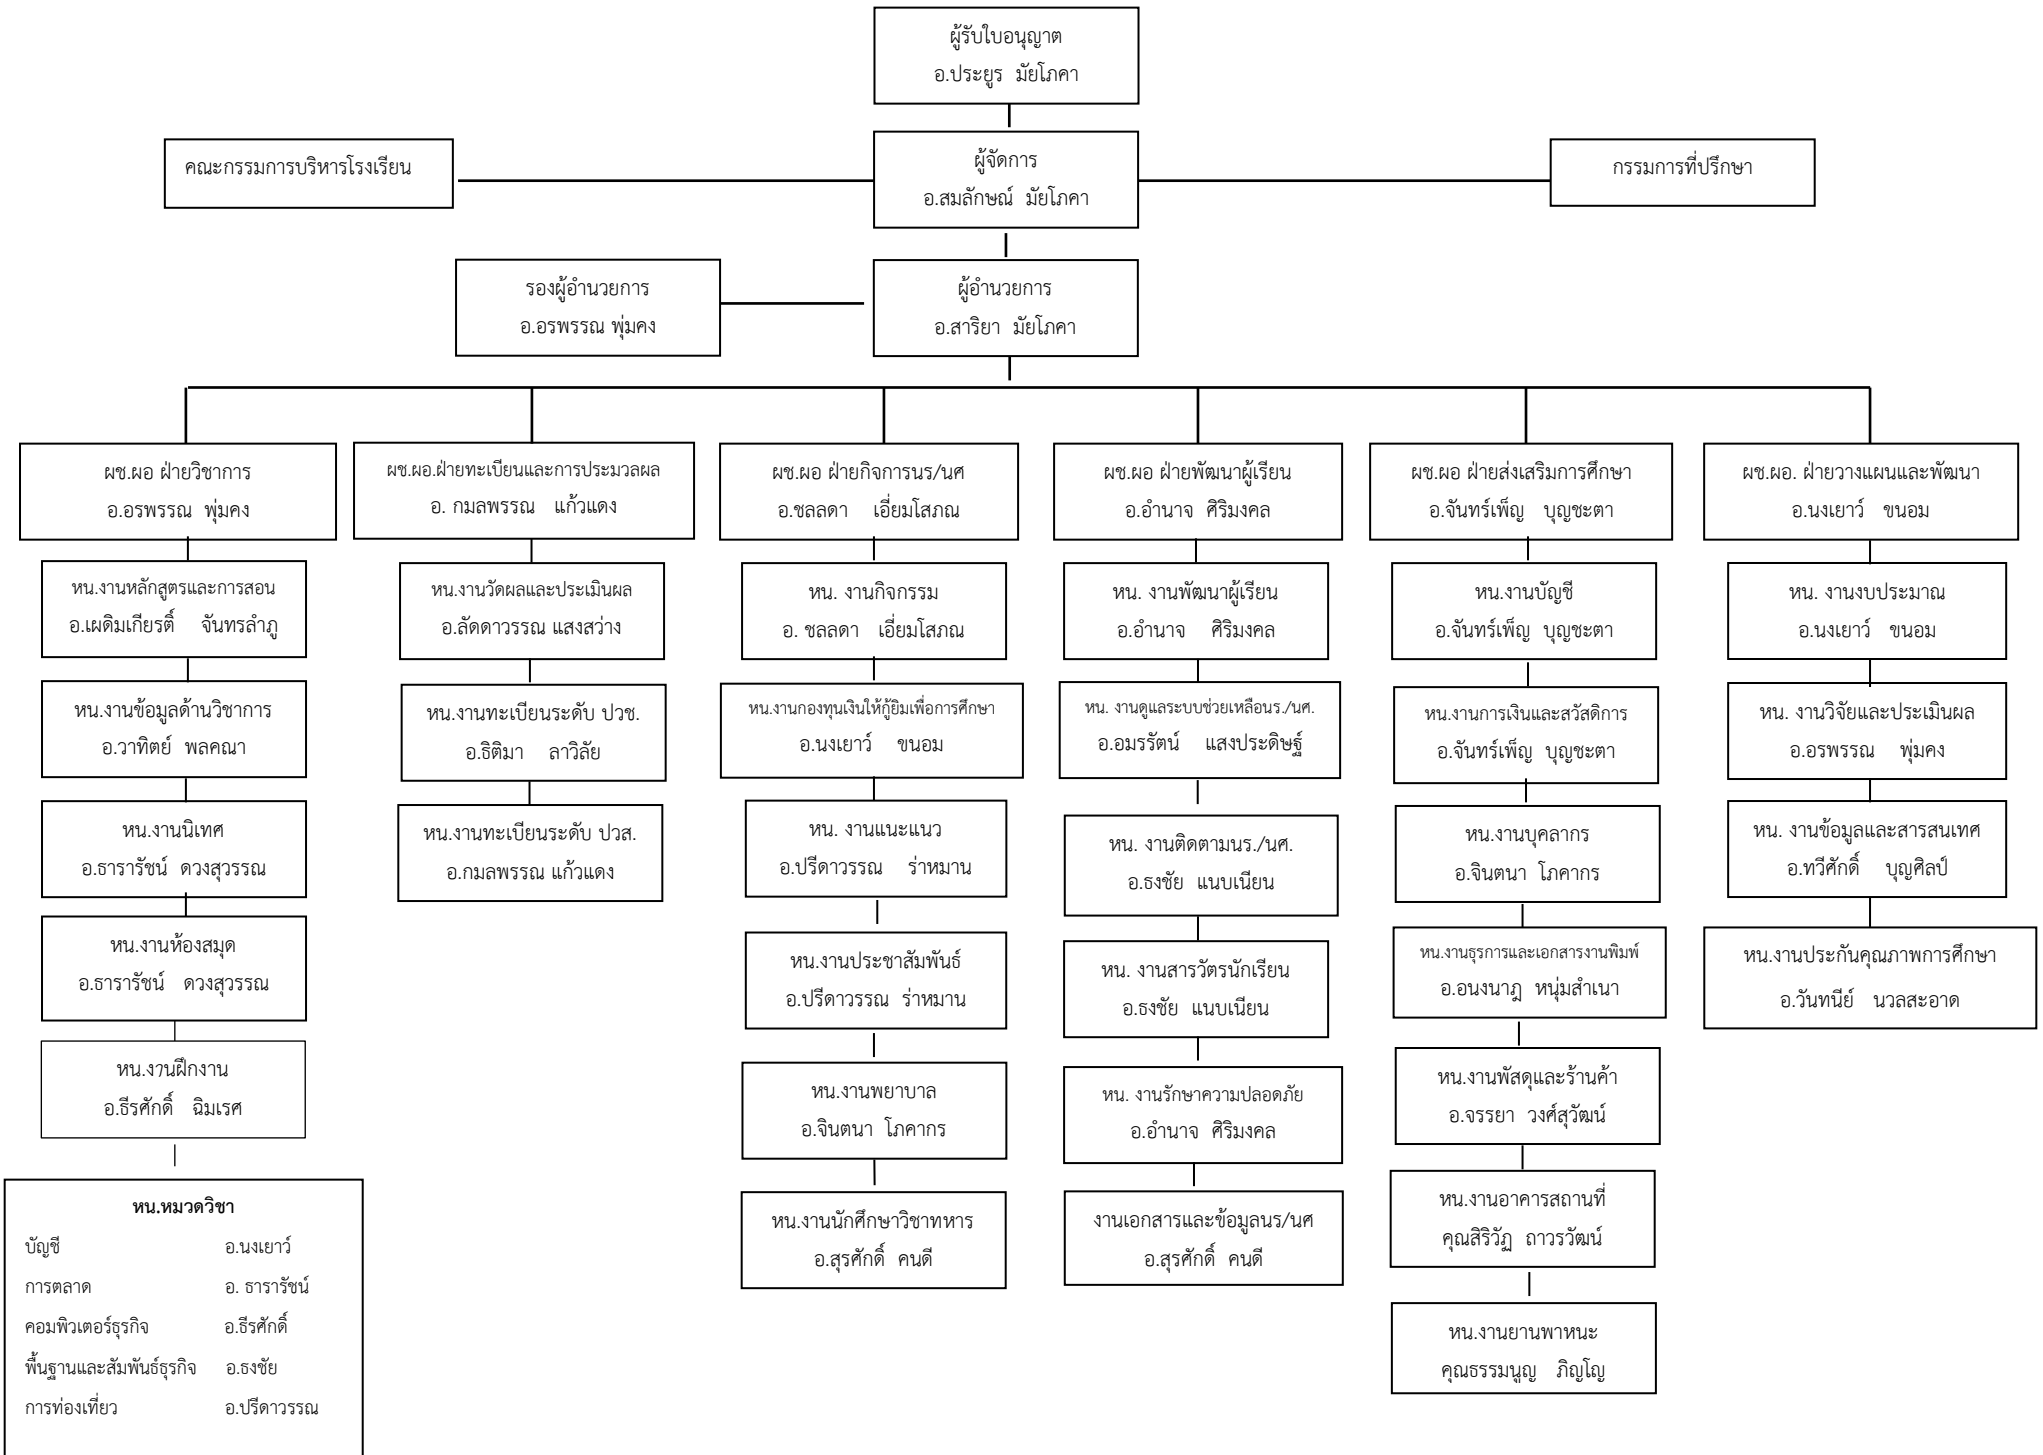 ผู้รับใบอนุญาต
อ.ประยูร มัยโภคา
คณะกรรมการบริหารโรงเรียน
ผู้จัดการ
อ.สมลักษณ์ มัยโภคา
กรรมการที่ปรึกษา
รองผู้อำนวยการ
อ.อรพรรณ พุ่มคง
ผู้อำนวยการ
อ.สาริยา มัยโภคา
ผช.ผอ ฝ่ายวิชาการ
อ.อรพรรณ พุ่มคง
หน.งานหลักสูตรและการสอน
อ.เผดิมเกียรติ์ จันทรลำภู
หน.งานข้อมูลด้านวิชาการ
อ.วาทิตย์ พลคณา
หน.งานนิเทศ
อ.ธารารัชน์ ดวงสุวรรณ
หน.งานห้องสมุด
อ.ธารารัชน์ ดวงสุวรรณ
หน.งานฝึกงาน
อ.ธีรศักดิ์ ฉิมเรศ
หน.หมวดวิชา
บัญชี อ.นงเยาว์
การตลาด อ. ธารารัชน์
คอมพิวเตอร์ธุรกิจ อ.ธีรศักดิ์
พื้นฐานและสัมพันธ์ธุรกิจ อ.ธงชัย
การท่องเที่ยว อ.ปรีดาวรรณ
ผช.ผอ.ฝ่ายทะเบียนและการประมวลผล
อ. กมลพรรณ แก้วแดง
หน.งานวัดผลและประเมินผล
อ.ลัดดาวรรณ แสงสว่าง
หน.งานทะเบียนระดับ ปวช.
อ.ธิติมา ลาวิลัย
หน.งานทะเบียนระดับ ปวส.
อ.กมลพรรณ แก้วแดง
ผช.ผอ ฝ่ายกิจการนร/นศ
อ.ชลลดา เอี่ยมโสภณ
หน. งานกิจกรรม
อ. ชลลดา เอี่ยมโสภณ
หน.งานกองทุนเงินให้กู้ยิมเพื่อการศึกษา
อ.นงเยาว์ ขนอม
หน. งานแนะแนว
อ.ปรีดาวรรณ ร่าหมาน
หน.งานประชาสัมพันธ์
อ.ปรีดาวรรณ ร่าหมาน
หน.งานพยาบาล
อ.จินตนา โภคากร
หน.งานนักศึกษาวิชาทหาร
อ.สุรศักดิ์ คนดี
ผช.ผอ ฝ่ายพัฒนาผู้เรียน
อ.อำนาจ ศิริมงคล
หน. งานพัฒนาผู้เรียน
อ.อำนาจ ศิริมงคล
หน. งานดูแลระบบช่วยเหลือนร./นศ.
อ.อมรรัตน์ แสงประดิษฐ์
หน. งานติดตามนร./นศ.
อ.ธงชัย แนบเนียน
หน. งานสารวัตรนักเรียน
อ.ธงชัย แนบเนียน
หน. งานรักษาความปลอดภัย
อ.อำนาจ ศิริมงคล
งานเอกสารและข้อมูลนร/นศ
อ.สุรศักดิ์ คนดี
ผช.ผอ ฝ่ายส่งเสริมการศึกษา
อ.จันทร์เพ็ญ บุญชะตา
หน.งานบัญชี
อ.จันทร์เพ็ญ บุญชะตา
หน.งานการเงินและสวัสดิการ
อ.จันทร์เพ็ญ บุญชะตา
หน.งานบุคลากร
อ.จินตนา โภคากร
หน.งานธุรการและเอกสารงานพิมพ์
อ.อนงนาฎ หนุ่มสำเนา
หน.งานพัสดุและร้านค้า
อ.จรรยา วงศ์สุวัฒน์
หน.งานอาคารสถานที่
คุณสิริวัฏ ถาวรวัฒน์
หน.งานยานพาหนะ
คุณธรรมนูญ ภิญโญ
ผช.ผอ. ฝ่ายวางแผนและพัฒนา
อ.นงเยาว์ ขนอม
หน. งานงบประมาณ
อ.นงเยาว์ ขนอม
หน. งานวิจัยและประเมินผล
อ.อรพรรณ พุ่มคง
หน. งานข้อมูลและสารสนเทศ
อ.ทวีศักดิ์ บุญศิลป์
หน.งานประกันคุณภาพการศึกษา
อ.วันทนีย์ นวลสะอาด